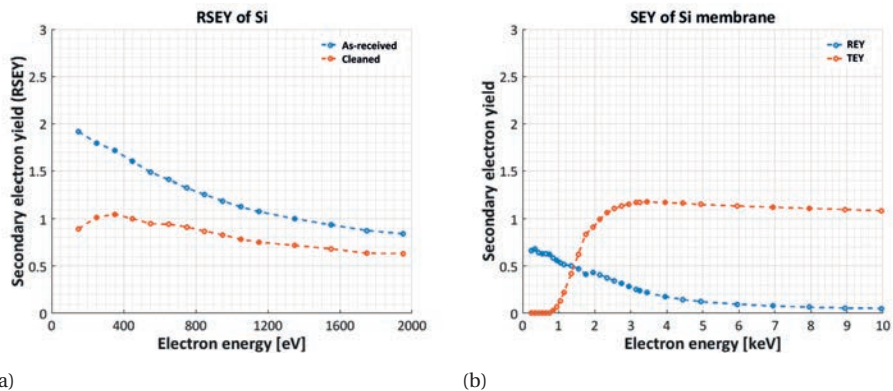 RSEY of Si
Secondary electron yield (RSEY)
3
2.5
2
1.5
1
0.5
0
As-received
Cleaned
0 400 800 1200 1600 2000
Electron energy [eV]
a)
SEY of Si membrane
Secondary electron yield
3
2.5
2
1.5
1
0.5
0
REY
TEY
0 1 2 3 4 5 6 7 8 9 10
Electron energy [keV]
(b)